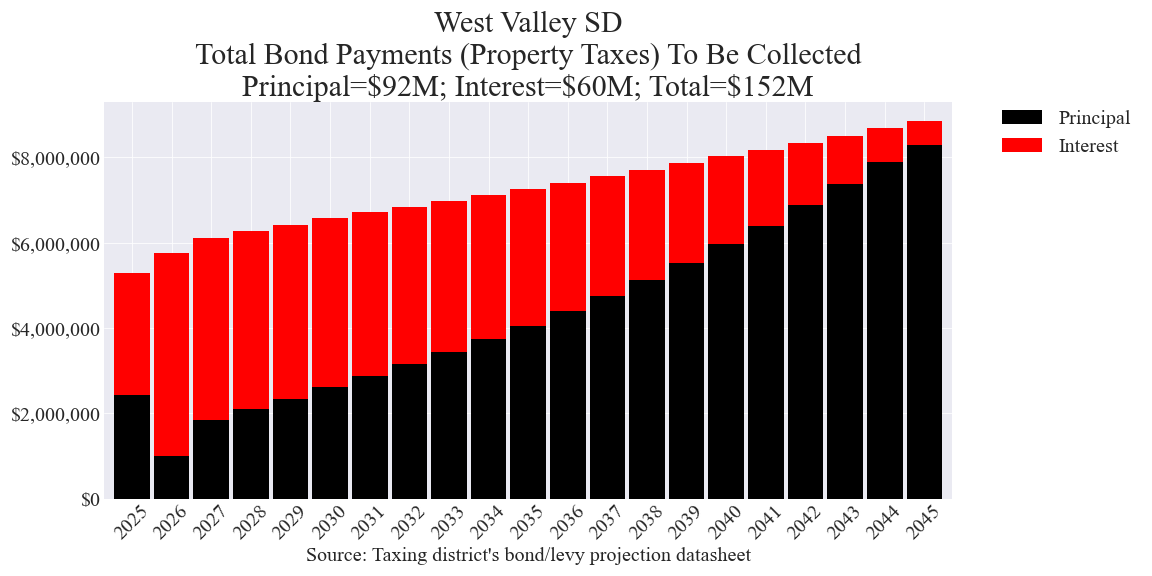 West Valley SD
Total Bond Payments (Property Taxes) To Be Collected
Principal=$92M; Interest=$60M; Total=$152M
Principal
Interest
$8,000,000
$6,000,000
$4,000,000
$2,000,000
$0
2025 2026 2027 2028 2029 2030 2031 2032 2033 2034 2035 2036 2037 2038 2039 2040 2041 2042 2043 2044 2045
Source: Taxing district's bond/levy projection datasheet